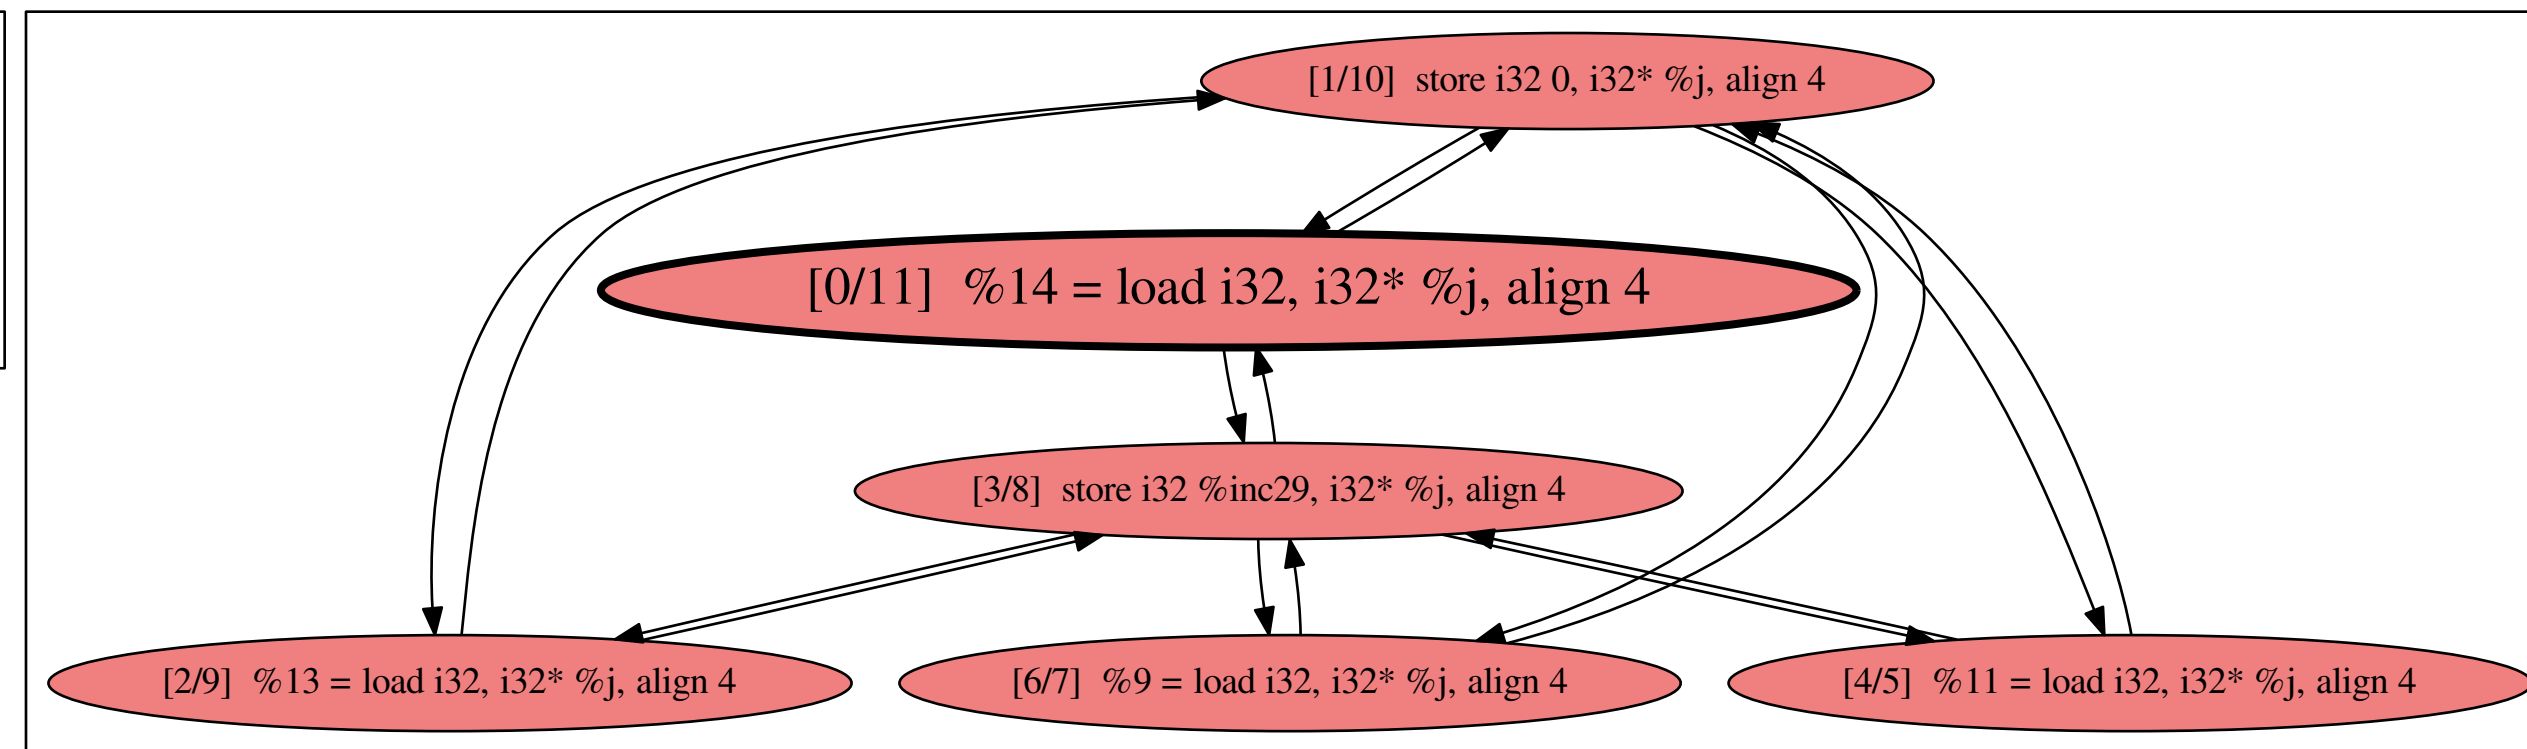 [1/10] store i32 0, i32* %j, align 4
[0/11] %14 = load i32, i32* %j, align 4
[3/8] store i32 %inc29, i32* %j, align 4
[2/9] %13 = load i32, i32* %j, align 4
[6/7] %9 = load i32, i32* %j, align 4
[4/5] %11 = load i32, i32* %j, align 4